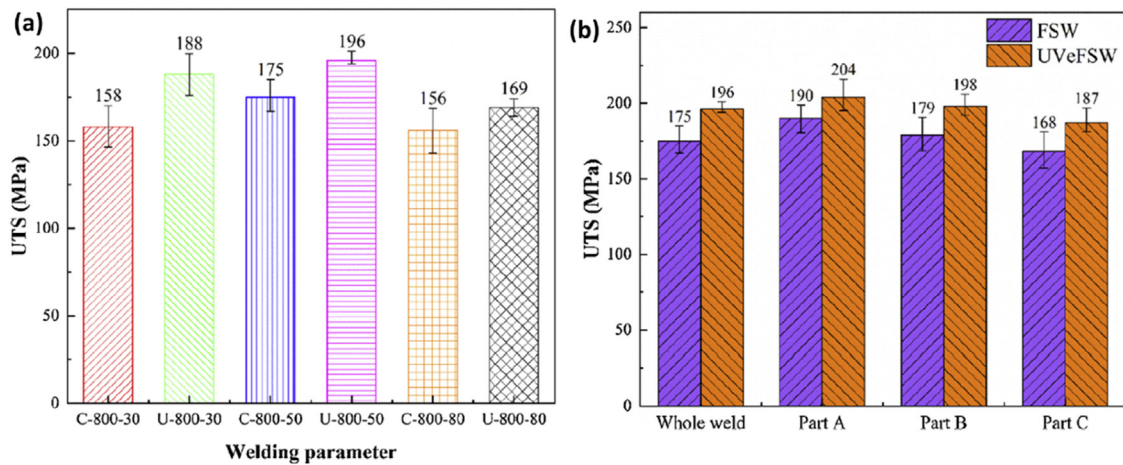 (a)
UTS (MPa)
200
150
100
50
0
158
188
175
196
156
169
C-800-30
U-800-30
C-800-50
U-800-50
C-800-80
U-800-80
Welding parameter
(b)
UTS (MPa)
250
200
150
100
50
0
FSW
UVeFSW
175
196
190
204
179
198
168
187
Whole weld
Part A
Part B
Part C